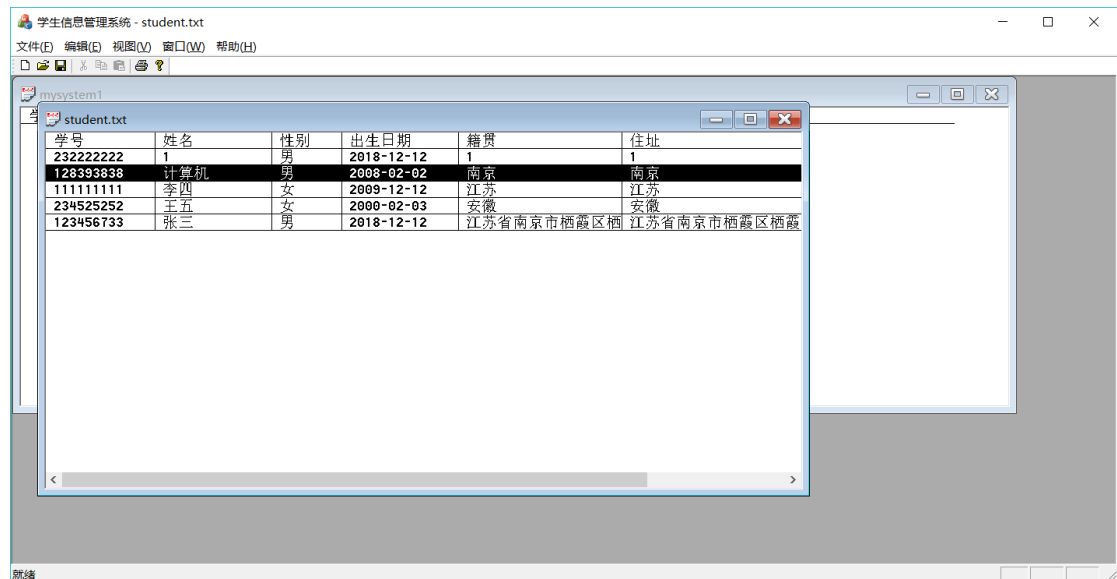 学生信息管理系统 - student.txt
文件(F) 编辑(E) 视图(V) 窗口(W) 帮助(H)
mysystem1
student.txt
学号 姓名 性别 出生日期 籍贯 住址
232222222 1 男 2018-12-12 1 1
128393838 计算机 男 2008-02-02 南京 南京
111111111 李四 女 2009-12-12 江苏 江苏
234525252 王五 女 2000-02-03 安徽 安徽
123456733 张三 男 2018-12-12 江苏省南京市栖霞区栖 江苏省南京市栖霞区栖霞
就绪